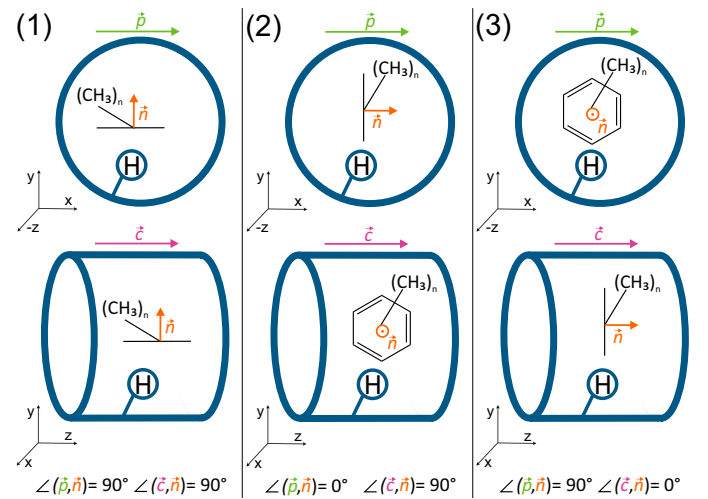 (1)
p⃗
(CH3)ₙ
n⃗
H
y
x
-z
c⃗
(CH3)ₙ
n⃗
H
y
z
x
∠(p⃗,n⃗)= 90° ∠(c⃗,n⃗)= 90°
(2)
p⃗
(CH3)ₙ
n⃗
H
y
x
-z
c⃗
(CH3)ₙ
n⃗
H
y
z
x
∠(p⃗,n⃗)= 0° ∠(c⃗,n⃗)= 90°
(3)
p⃗
(CH3)ₙ
n⃗
H
y
x
-z
c⃗
(CH3)ₙ
n⃗
H
y
z
x
∠(p⃗,n⃗)= 90° ∠(c⃗,n⃗)= 0°